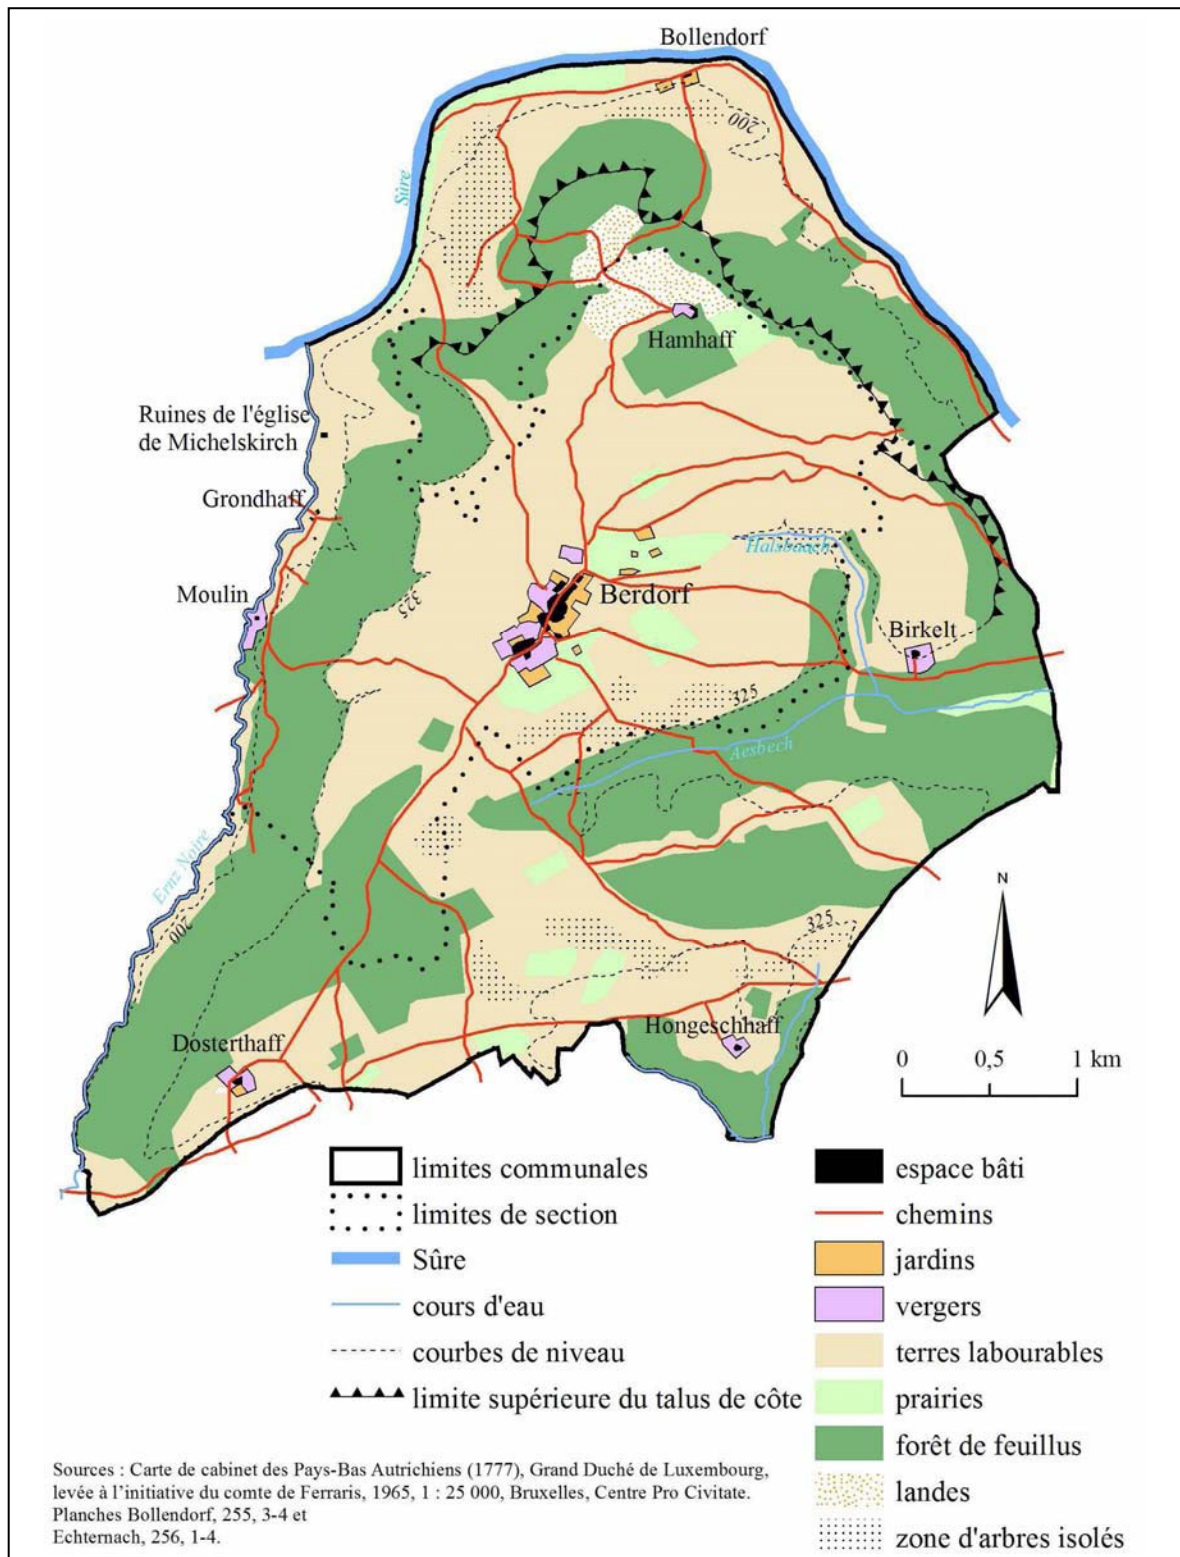 Bollendorf
200
Sûre
Hamhaff
Ruines de l'église
de Michelskirch
Grondhaff
Halsbaach
Moulin
325
Berdorf
Birkelt
325
Aesbech
Ernz Noire
200
325
N
Dosterthaff
Hongeschhaff
0 0,5 1 km
limites communales
limites de section
Sûre
cours d'eau
courbes de niveau
limite supérieure du talus de côte
espace bâti
chemins
jardins
vergers
terres labourables
prairies
forêt de feuillus
landes
zone d'arbres isolés
Sources : Carte de cabinet des Pays-Bas Autrichiens (1777), Grand Duché de Luxembourg,
levée à l’initiative du comte de Ferraris, 1965, 1 : 25 000, Bruxelles, Centre Pro Civitate.
Planches Bollendorf, 255, 3-4 et
Echternach, 256, 1-4.